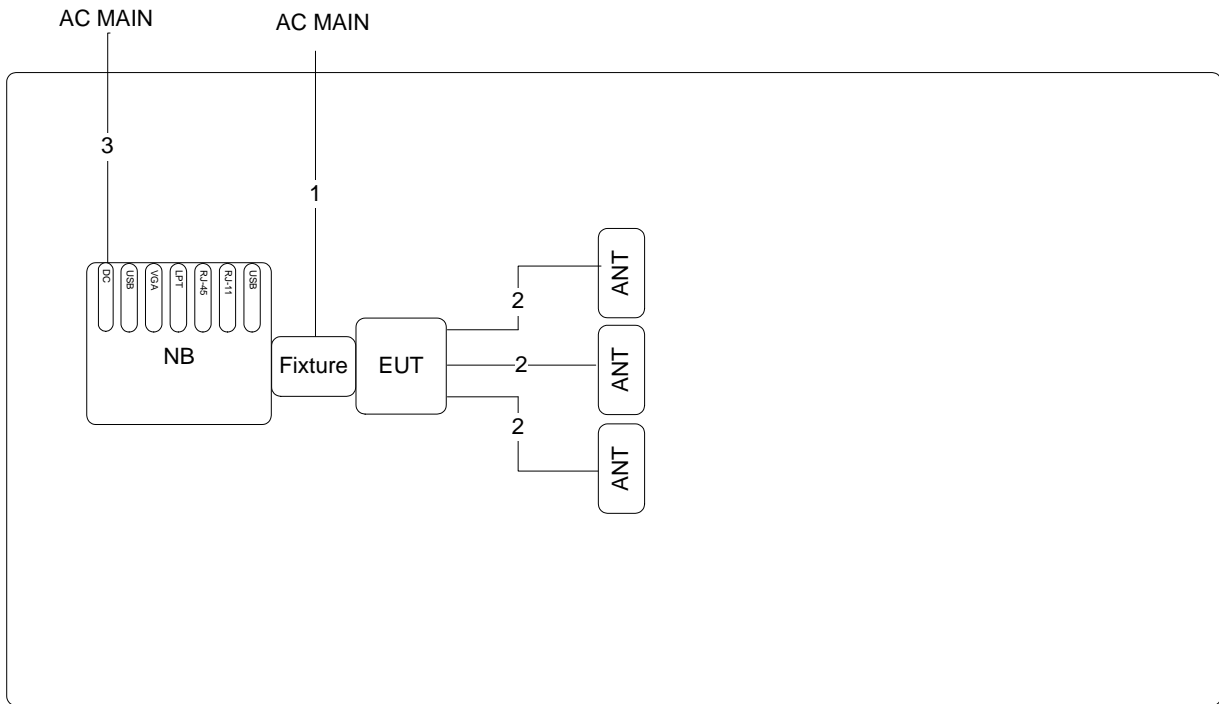 AC MAIN
AC MAIN
3
1
DC
USB
VGA
LPT
RJ-45
RJ-11
USB
NB
Fixture
EUT
2
2
2
ANT
ANT
ANT